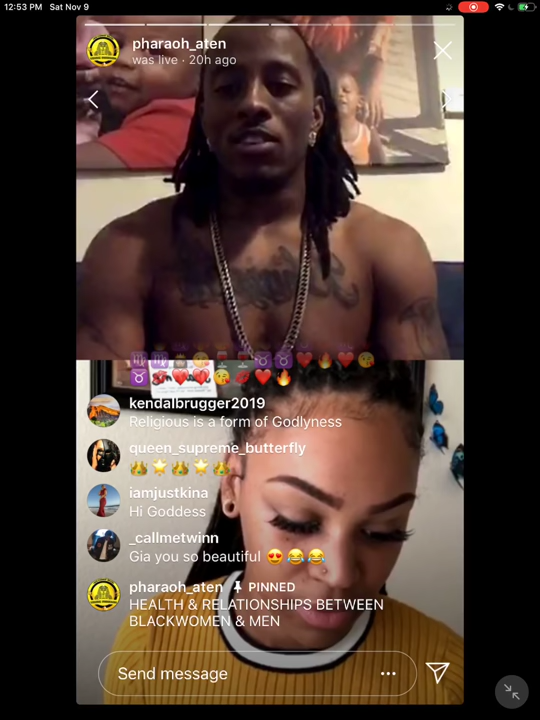 12:53 PM Sat Nov 9
pharaoh_aten
was live · 20h ago
kendalbrugger2019
Religious is a form of Godlyness
queen_supreme_butterfly
👑⭐👑⭐👑
iamjustkina
Hi Goddess
_callmetwinn
Gia you so beautiful 😍😂😂
pharaoh_aten PINNED
HEALTH & RELATIONSHIPS BETWEEN
BLACKWOMEN & MEN
Send message